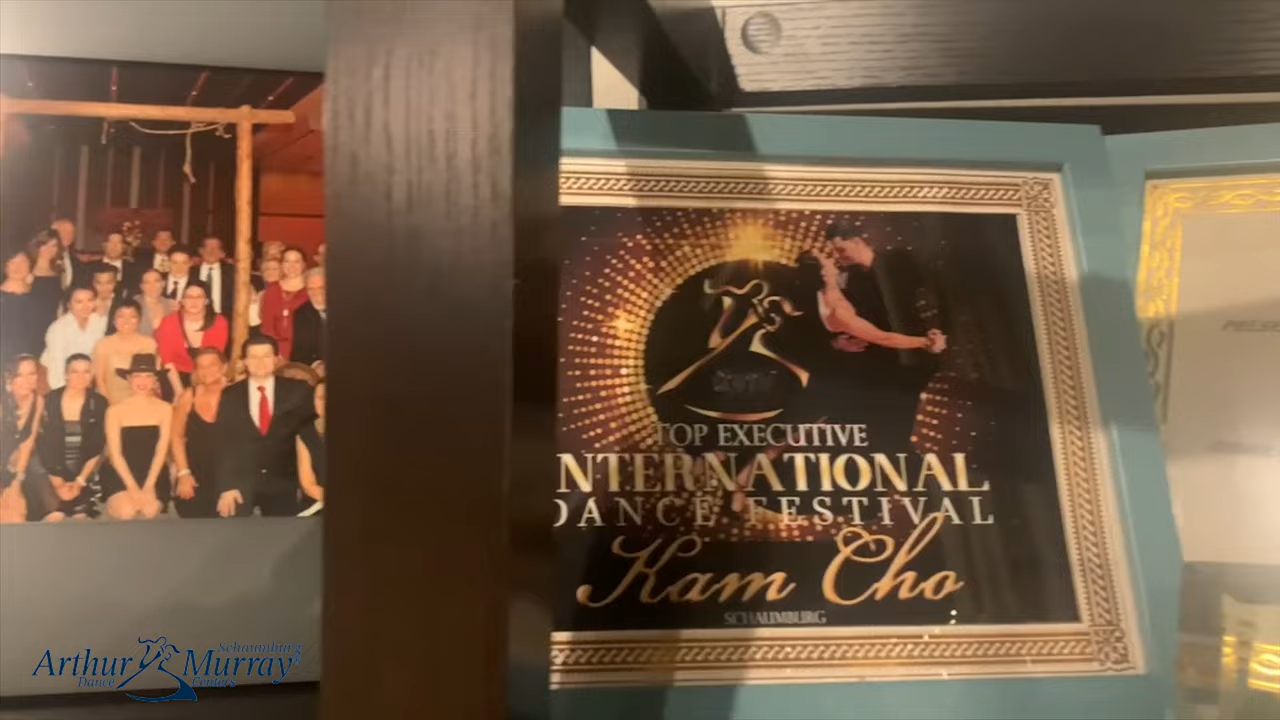 TOP EXECUTIVE
INTERNATIONAL
DANCE FESTIVAL
Kam Cho
SCHAUMBURG
Schaumburg
Arthur Murray
Dance Centers